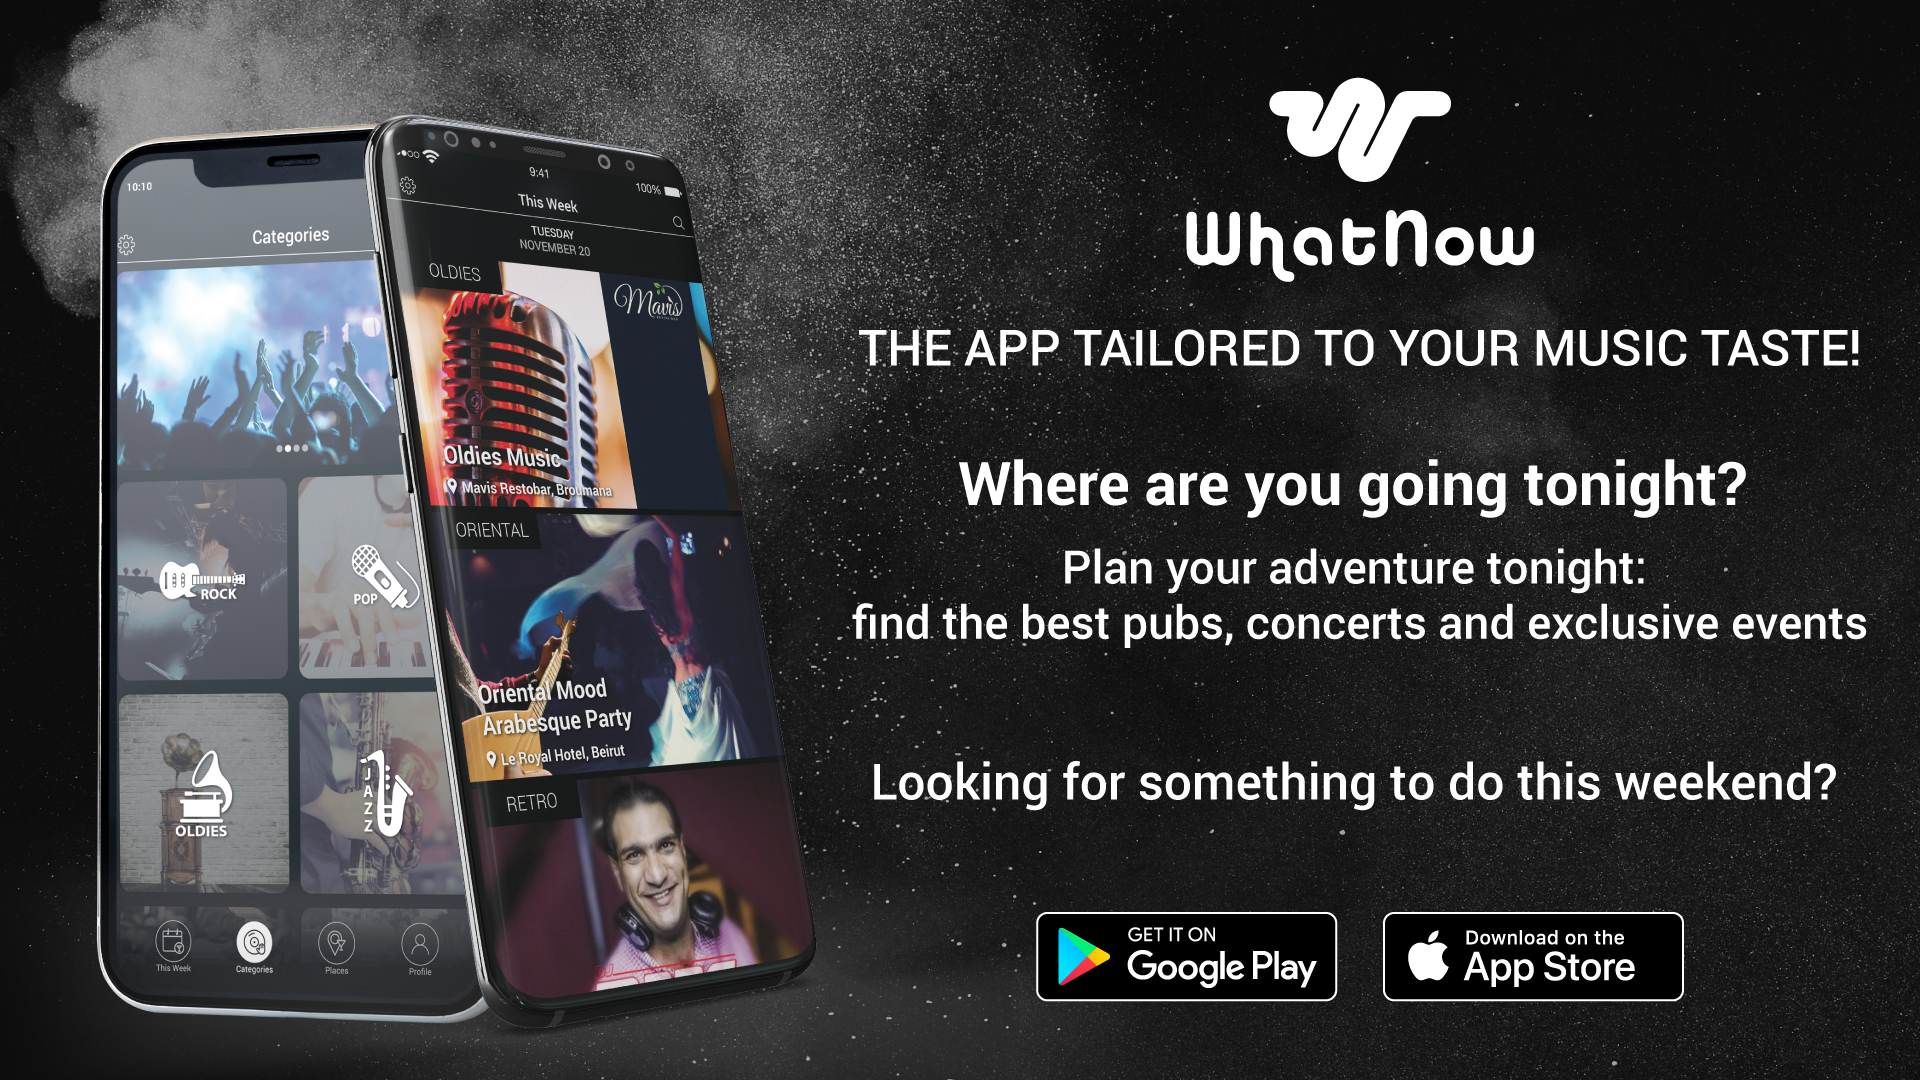 10:10
Categories
ROCK
POP
OLDIES
JAZZ
This Week
Categories
Places
Profile
9:41
100%
This Week
TUESDAY
NOVEMBER 20
OLDIES
Mavis
Oldies Music
Mavis Restobar, Broumana
ORIENTAL
Oriental Mood
Arabesque Party
Le Royal Hotel, Beirut
RETRO
WhatNow
THE APP TAILORED TO YOUR MUSIC TASTE!
Where are you going tonight?
Plan your adventure tonight:
find the best pubs, concerts and exclusive events
Looking for something to do this weekend?
GET IT ON
Google Play
Download on the
App Store